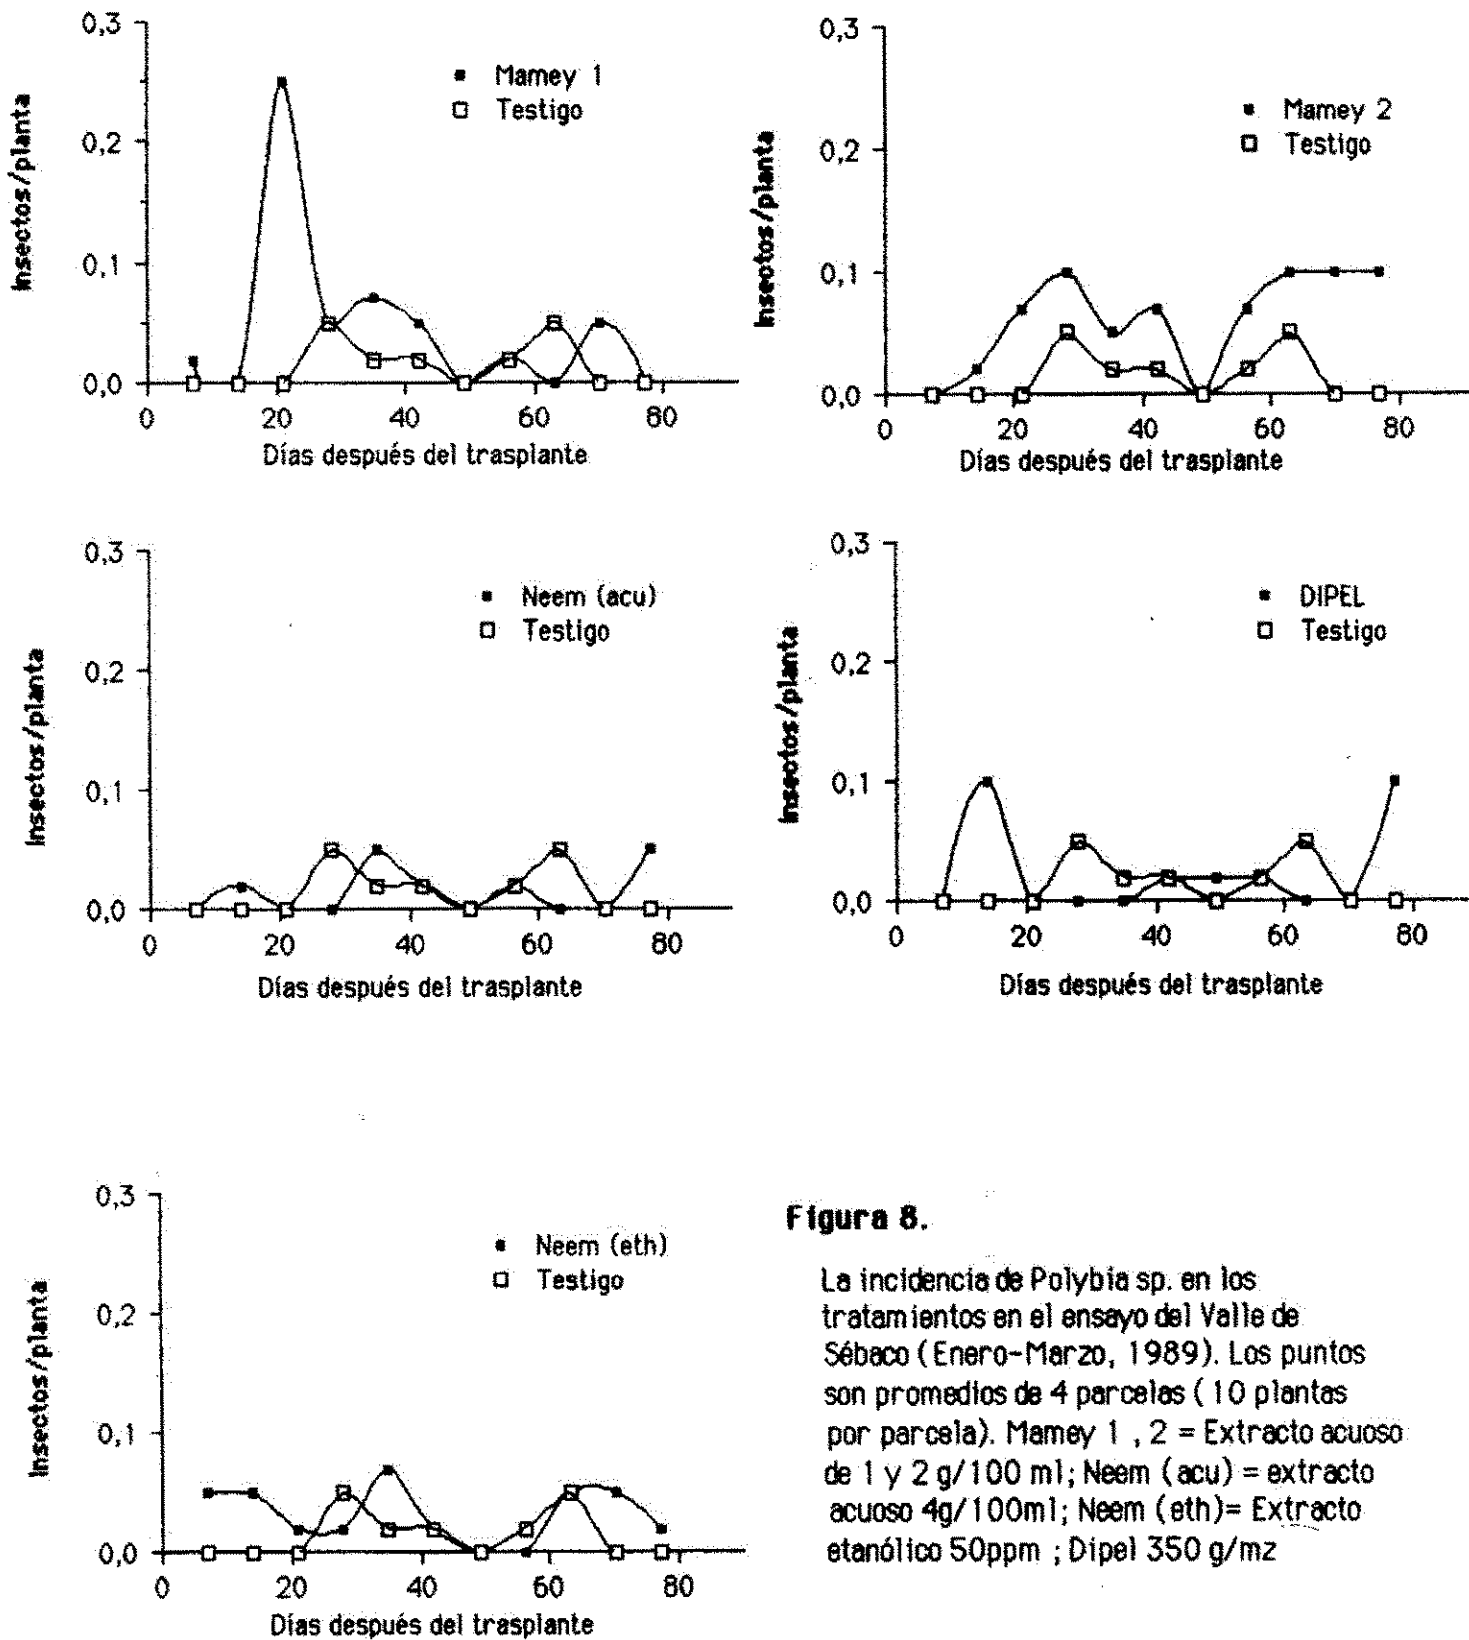 0,3
0,2
0,1
0,0
Insectos/planta
Mamey 1
Testigo
0 20 40 60 80
Días después del trasplante
0,3
0,2
0,1
0,0
Insectos/planta
Mamey 2
Testigo
0 20 40 60 80
Días después del trasplante
0,3
0,2
0,1
0,0
Insectos/planta
Neem (acu)
Testigo
0 20 40 60 80
Días después del trasplante
0,3
0,2
0,1
0,0
Insectos/planta
DIPEL
Testigo
0 20 40 60 80
Días después del trasplante
0,3
0,2
0,1
0,0
Insectos/planta
Neem (eth)
Testigo
0 20 40 60 80
Días después del trasplante
Figura 8.
La incidencia de Polybia sp. en los
tratamientos en el ensayo del Valle de
Sébaco (Enero-Marzo, 1989). Los puntos
son promedios de 4 parcelas ( 10 plantas
por parcela). Mamey 1 , 2 = Extracto acuoso
de 1 y 2 g/100 ml; Neem (acu) = extracto
acuoso 4g/100ml; Neem (eth)= Extracto
etanólico 50ppm ; Dipel 350 g/mz